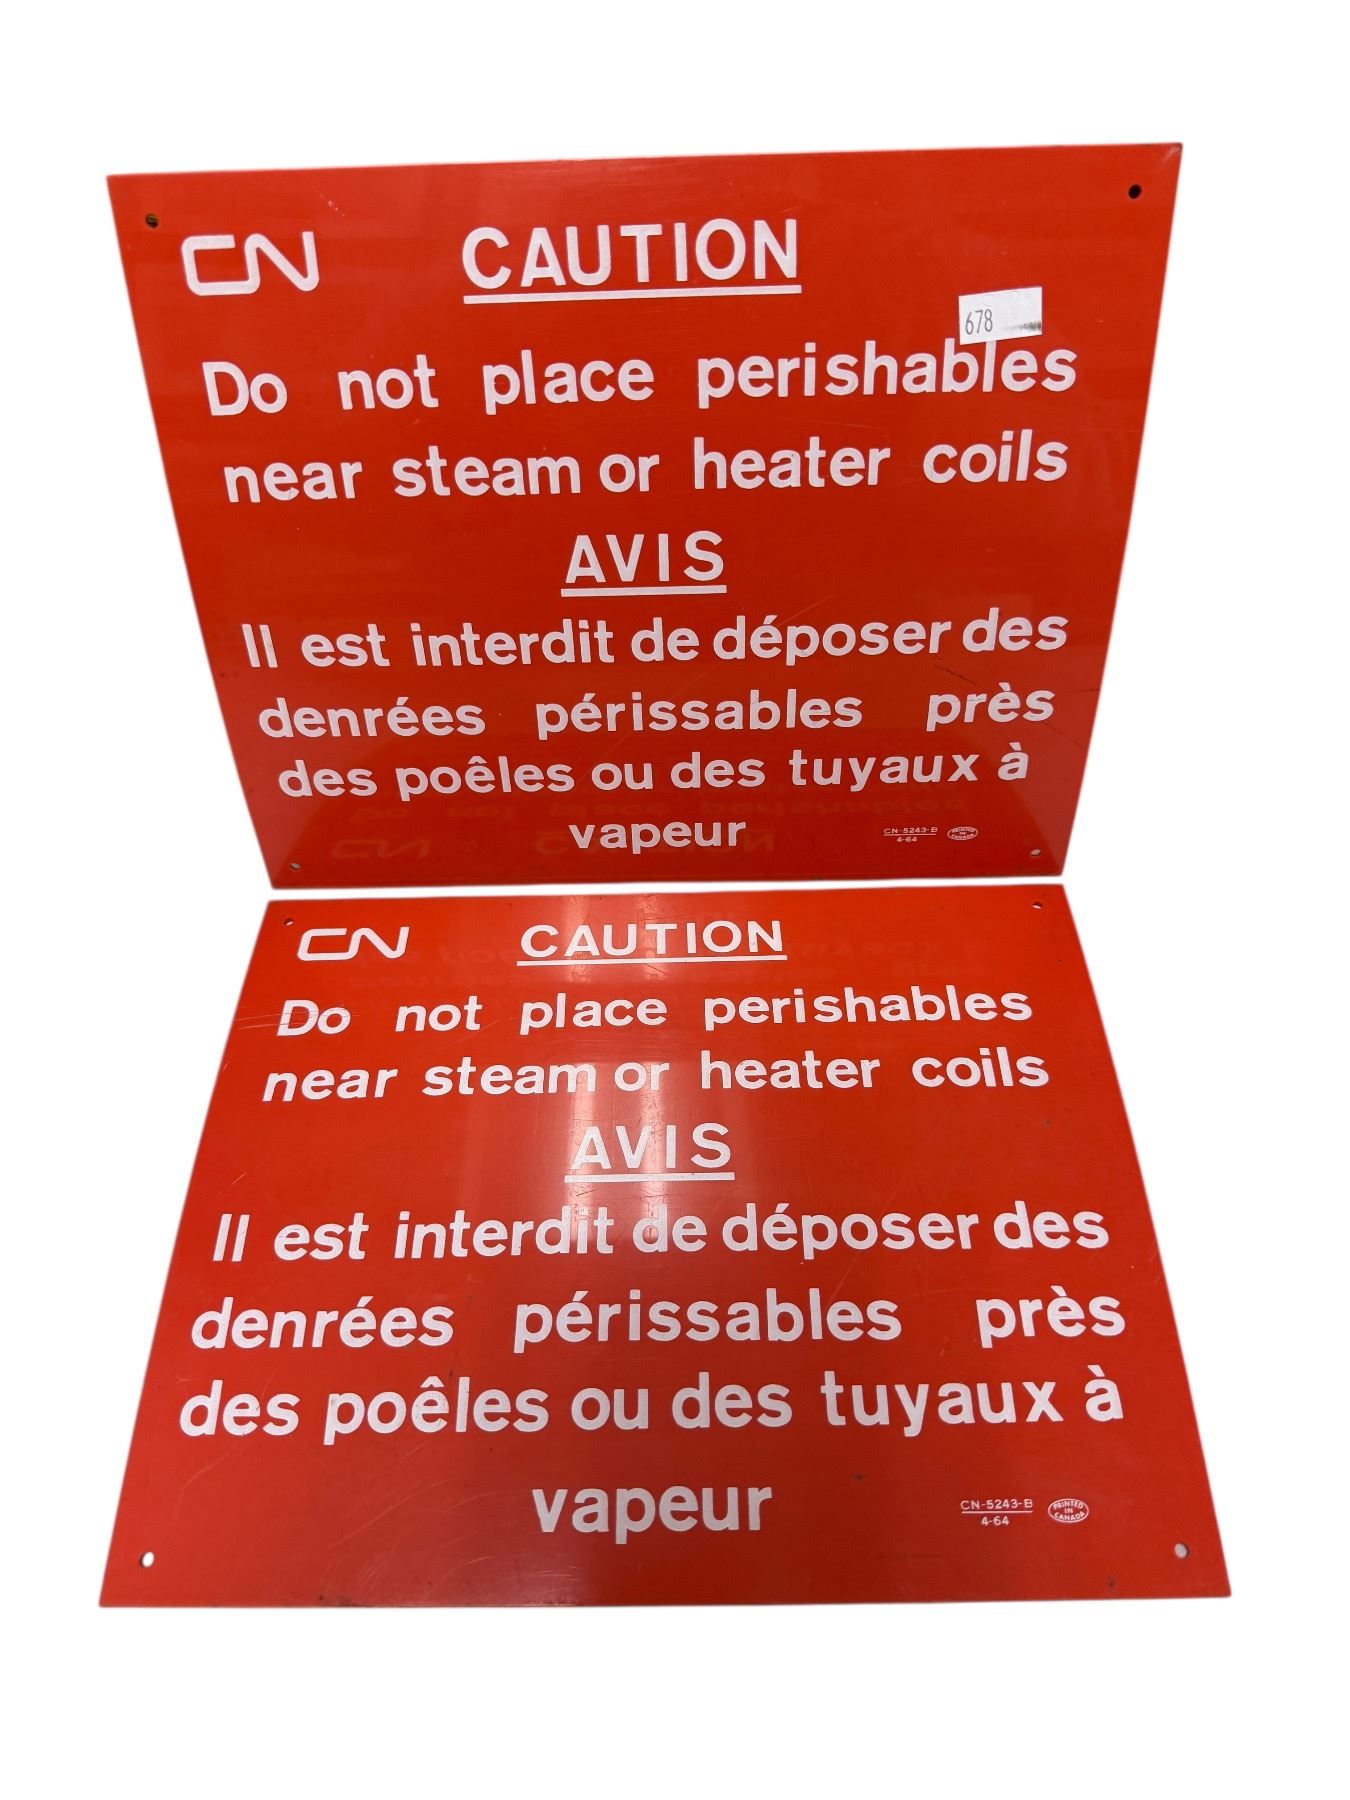 CN CAUTION
678
Do not place perishables
near steam or heater coils
AVIS
Il est interdit de déposer des
denrées périssables près
des poêles ou des tuyaux à
vapeur
CN-5243-B
4-64
PRINTED
IN
CANADA
CN CAUTION
Do not place perishables
near steam or heater coils
AVIS
Il est interdit de déposer des
denrées périssables près
des poêles ou des tuyaux à
vapeur
CN-5243-B
4-64
PRINTED
IN
CANADA